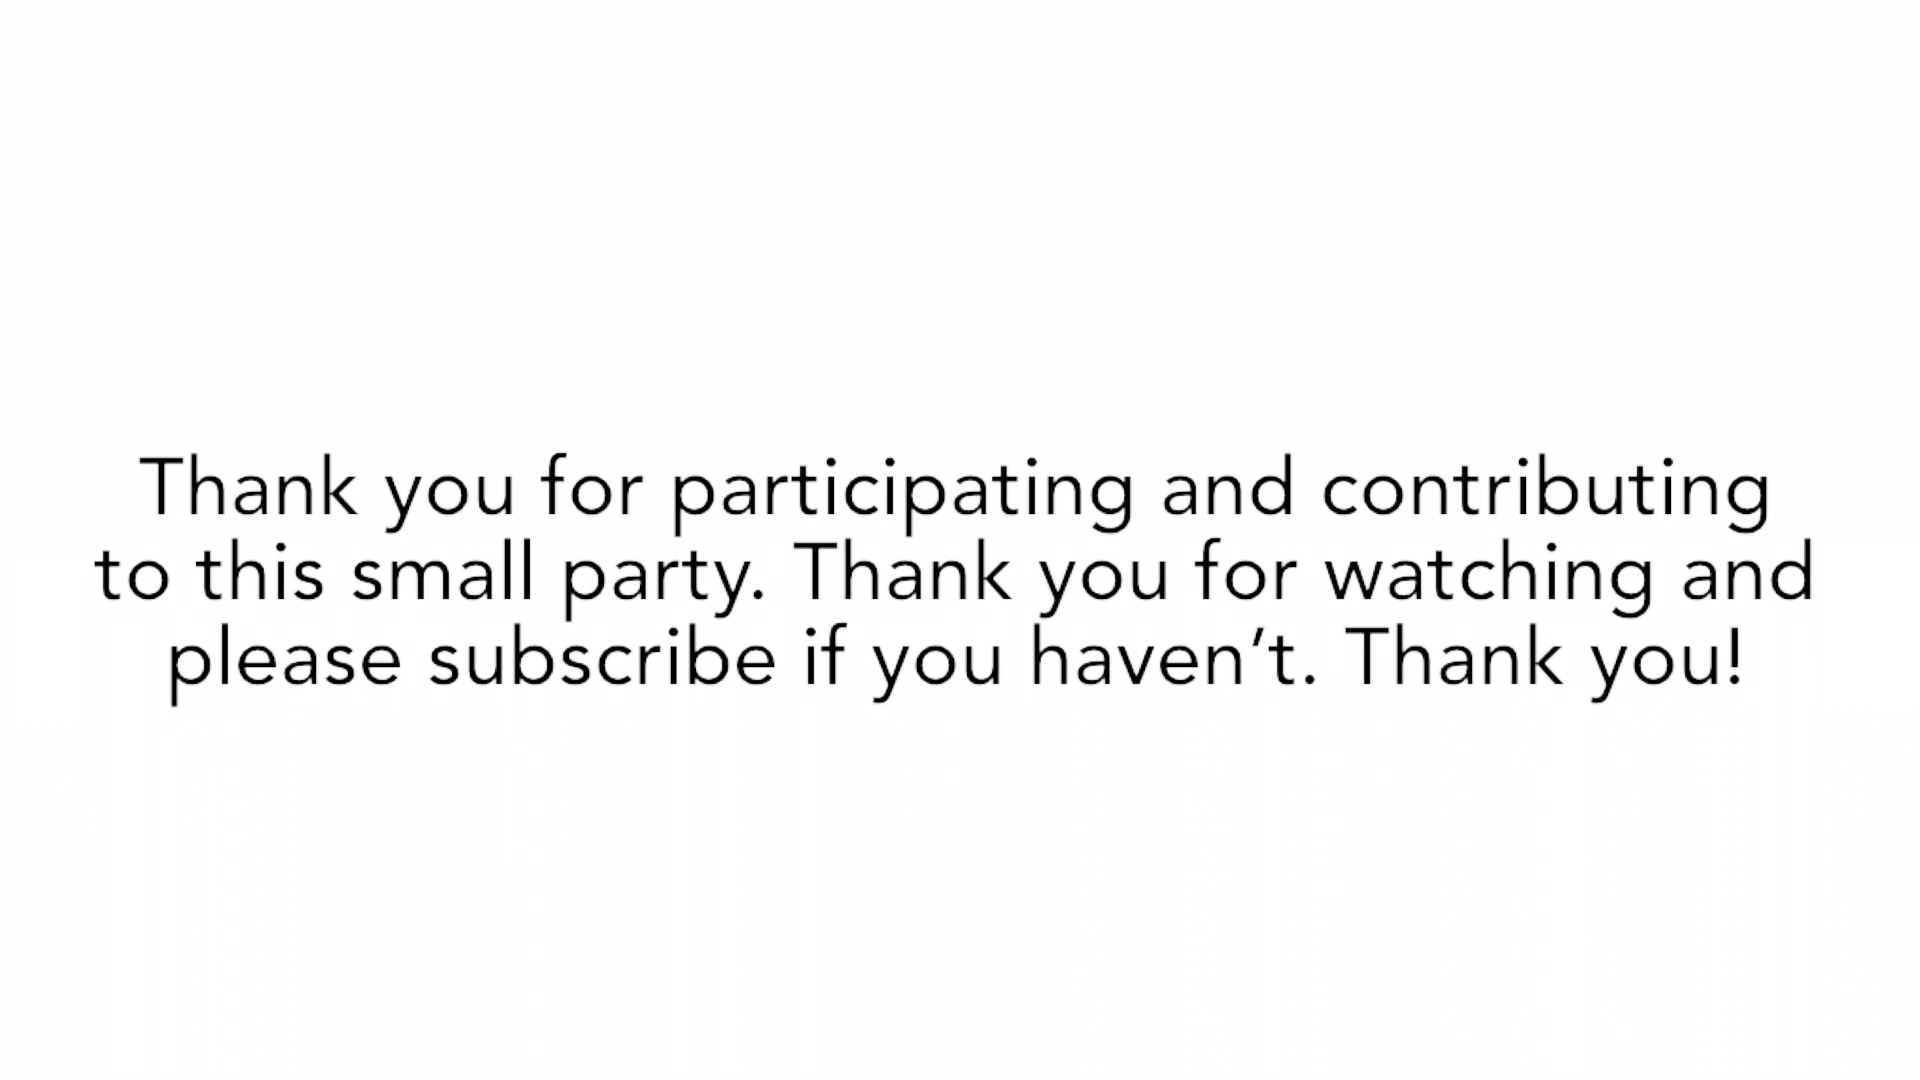 Thank you for participating and contributing
to this small party. Thank you for watching and
please subscribe if you haven’t. Thank you!